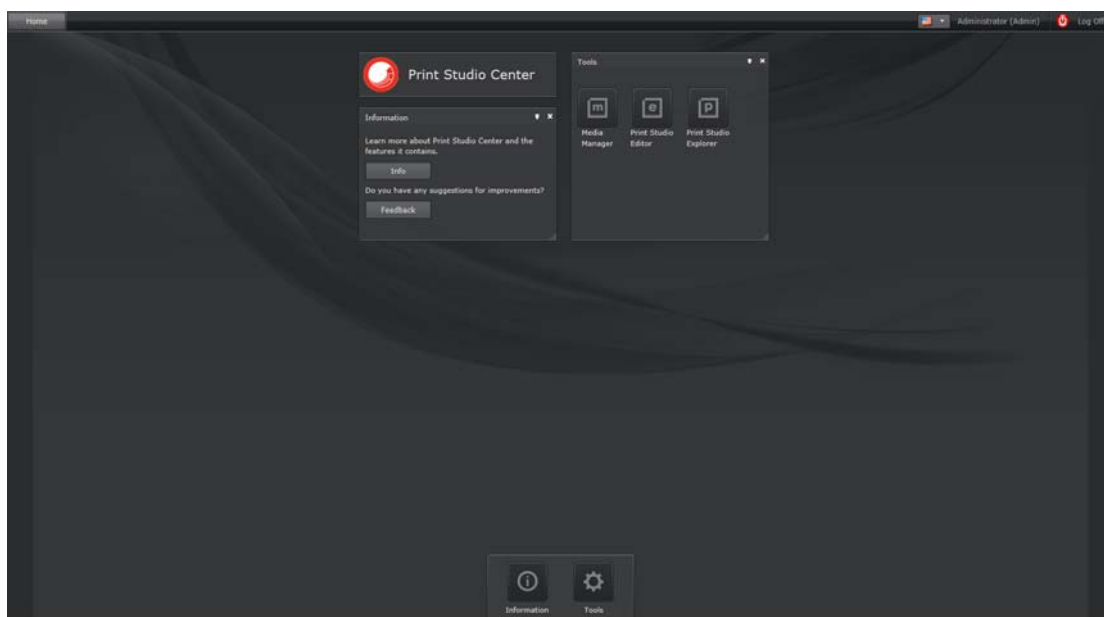 Home
Administrator (Admin)
Log Off
Print Studio Center
Information
Learn more about Print Studio Center and the
features it contains.
Info
Do you have any suggestions for improvements?
Feedback
Tools
m
e
p
Media
Manager
Print Studio
Editor
Print Studio
Explorer
Information
Tools